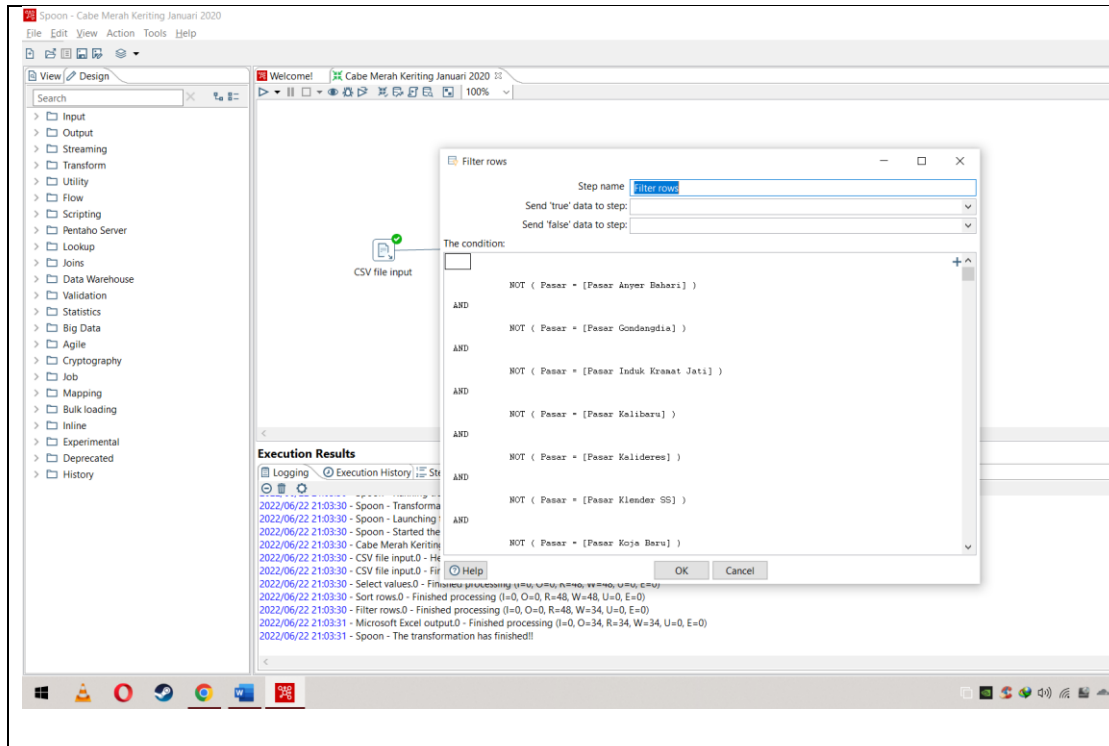 Spoon - Cabe Merah Keriting Januari 2020
File Edit View Action Tools Help
View Design
Search
Input
Output
Streaming
Transform
Utility
Flow
Scripting
Pentaho Server
Lookup
Joins
Data Warehouse
Validation
Statistics
Big Data
Agile
Cryptography
Job
Mapping
Bulk loading
Inline
Experimental
Deprecated
History
Welcome! Cabe Merah Keriting Januari 2020
100%
CSV file input
Filter rows
Step name Filter rows
Send 'true' data to step:
Send 'false' data to step:
The condition:
NOT ( Pasar = [Pasar Anyer Bahari] )
AND
NOT ( Pasar = [Pasar Gondangdia] )
AND
NOT ( Pasar = [Pasar Induk Kramat Jati] )
AND
NOT ( Pasar = [Pasar Kalibaru] )
AND
NOT ( Pasar = [Pasar Kalideres] )
AND
NOT ( Pasar = [Pasar Klender SS] )
AND
NOT ( Pasar = [Pasar Koja Baru] )
Help OK Cancel
Execution Results
Logging Execution History Ste
2022/06/22 21:03:30 - Spoon - Transforma
2022/06/22 21:03:30 - Spoon - Launching
2022/06/22 21:03:30 - Spoon - Started the
2022/06/22 21:03:30 - Cabe Merah Keriting
2022/06/22 21:03:30 - CSV file input.0 - He
2022/06/22 21:03:30 - CSV file input.0 - Fir
2022/06/22 21:03:30 - Select values.0 - Finished processing (I=0, O=0, R=48, W=48, U=0, E=0)
2022/06/22 21:03:30 - Sort rows.0 - Finished processing (I=0, O=0, R=48, W=48, U=0, E=0)
2022/06/22 21:03:30 - Filter rows.0 - Finished processing (I=0, O=0, R=48, W=34, U=0, E=0)
2022/06/22 21:03:31 - Microsoft Excel output.0 - Finished processing (I=0, O=34, R=34, W=34, U=0, E=0)
2022/06/22 21:03:31 - Spoon - The transformation has finished!!